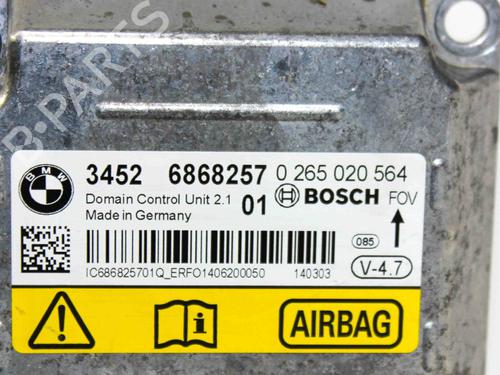 B-PARTS
BMW
3452 6868257 0 265 020 564
Domain Control Unit 2.1 01 BOSCH FOV
Made in Germany
085
V-4.7
IC686825701Q_ERFO1406200050 140303
AIRBAG